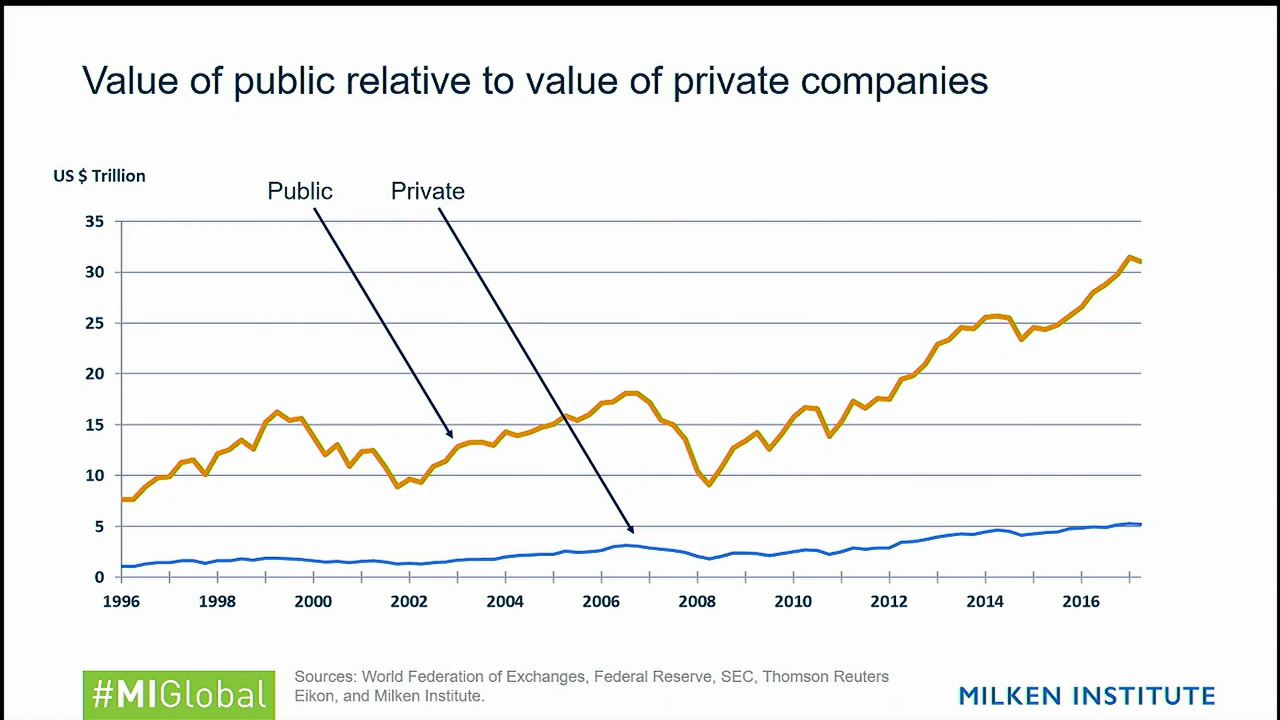 Value of public relative to value of private companies
US $ Trillion
Public Private
35
30
25
20
15
10
5
0
1996 1998 2000 2002 2004 2006 2008 2010 2012 2014 2016
#MIGlobal
Sources: World Federation of Exchanges, Federal Reserve, SEC, Thomson Reuters
Eikon, and Milken Institute.
MILKEN INSTITUTE